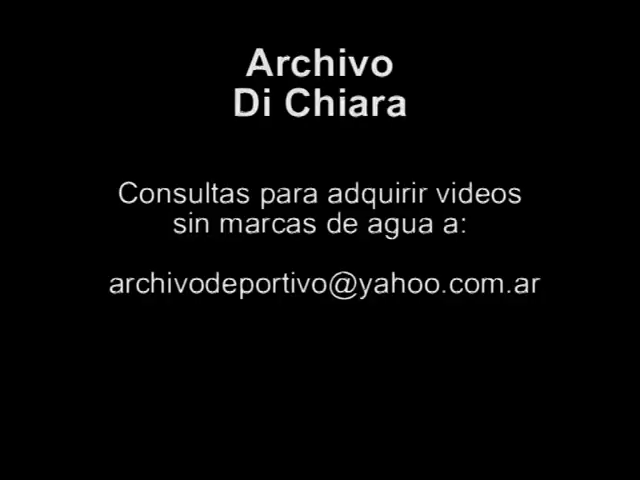 Archivo
Di Chiara
Consultas para adquirir videos
sin marcas de agua a:
archivodeportivo@yahoo.com.ar